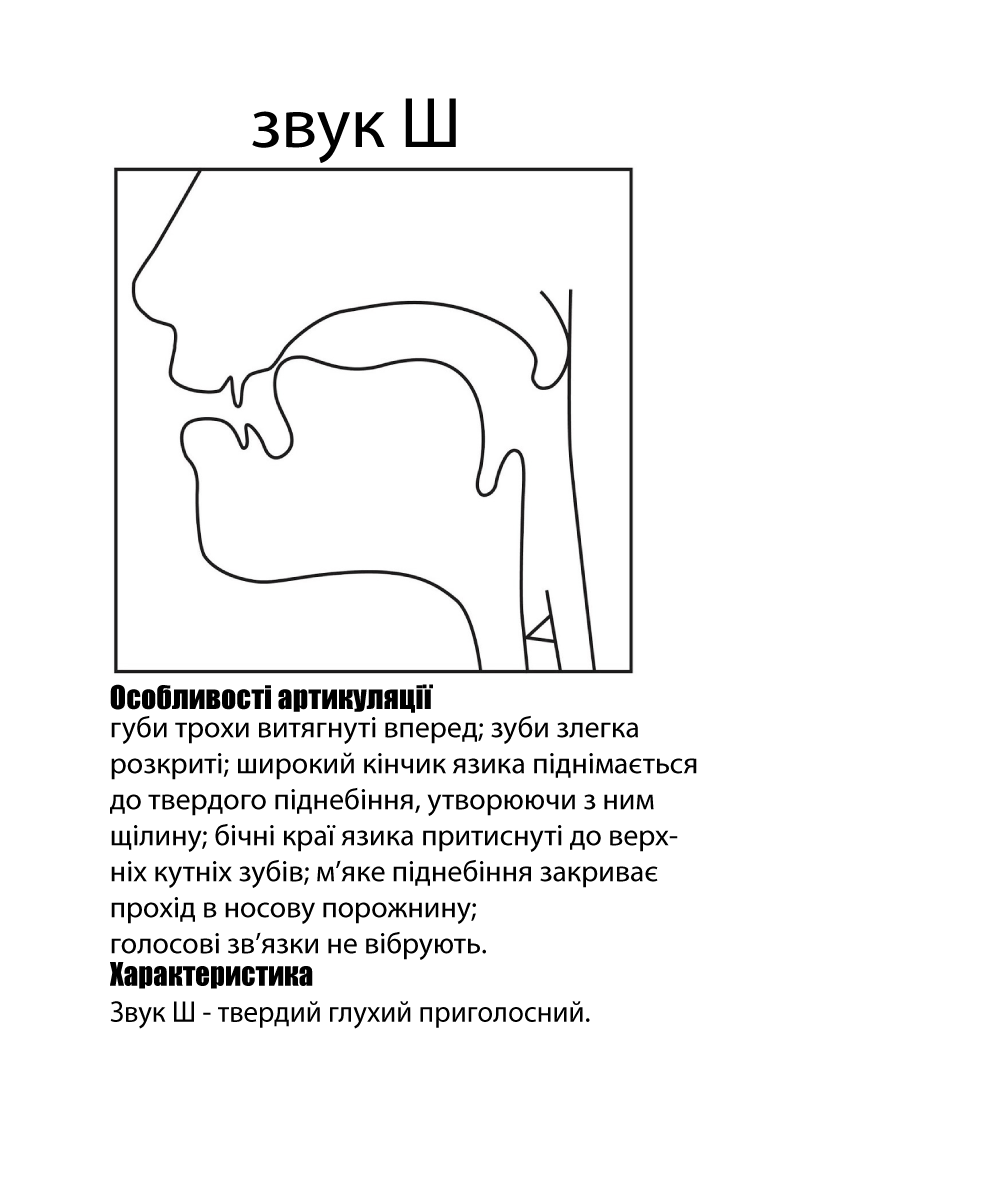 звук Ш
Особливості артикуляції
губи трохи витягнуті вперед; зуби злегка
розкриті; широкий кінчик язика піднімається
до твердого піднебіння, утворюючи з ним
щілину; бічні краї язика притиснуті до верх-
ніх кутніх зубів; м’яке піднебіння закриває
прохід в носову порожнину;
голосові зв’язки не вібрують.
Характеристика
Звук Ш - твердий глухий приголосний.